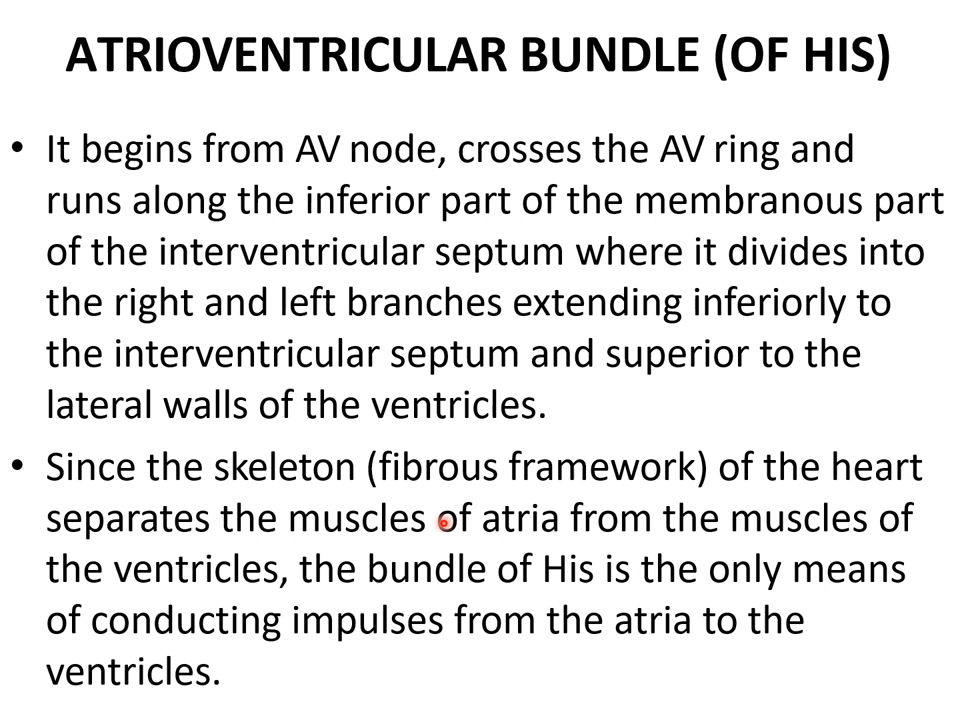 ATRIOVENTRICULAR BUNDLE (OF HIS)
• It begins from AV node, crosses the AV ring and
runs along the inferior part of the membranous part
of the interventricular septum where it divides into
the right and left branches extending inferiorly to
the interventricular septum and superior to the
lateral walls of the ventricles.
• Since the skeleton (fibrous framework) of the heart
separates the muscles of atria from the muscles of
the ventricles, the bundle of His is the only means
of conducting impulses from the atria to the
ventricles.